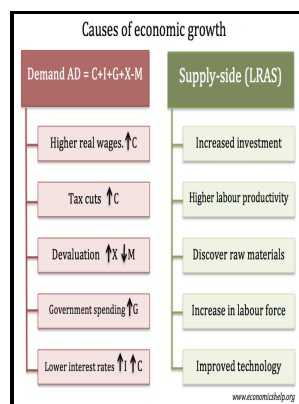 Causes of economic growth
Demand AD = C+I+G+X-M
Higher real wages. ↑C
Tax cuts ↑C
Devaluation ↑X ↓M
Government spending ↑G
Lower interest rates ↑I ↑C
Supply-side (LRAS)
Increased investment
Higher labour productivity
Discover raw materials
Increase in labour force
Improved technology
www.economicshelp.org